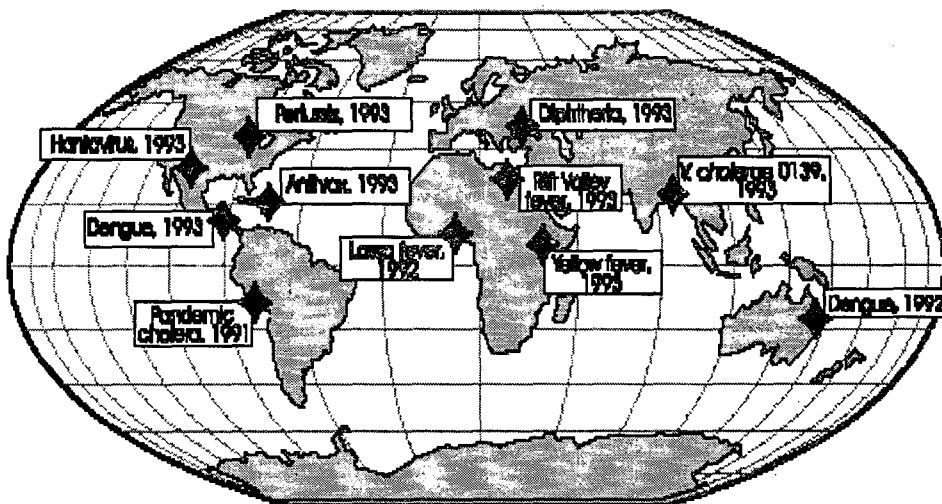 Pertussis, 1993
Diphtheria, 1993
Hantavirus, 1993
Anthrax, 1993
Rift Valley
fever, 1993
V. cholerae O139,
1993
Dengue, 1993
Lassa fever,
1992
Yellow fever,
1993
Pandemic
cholera, 1991
Dengue, 1992